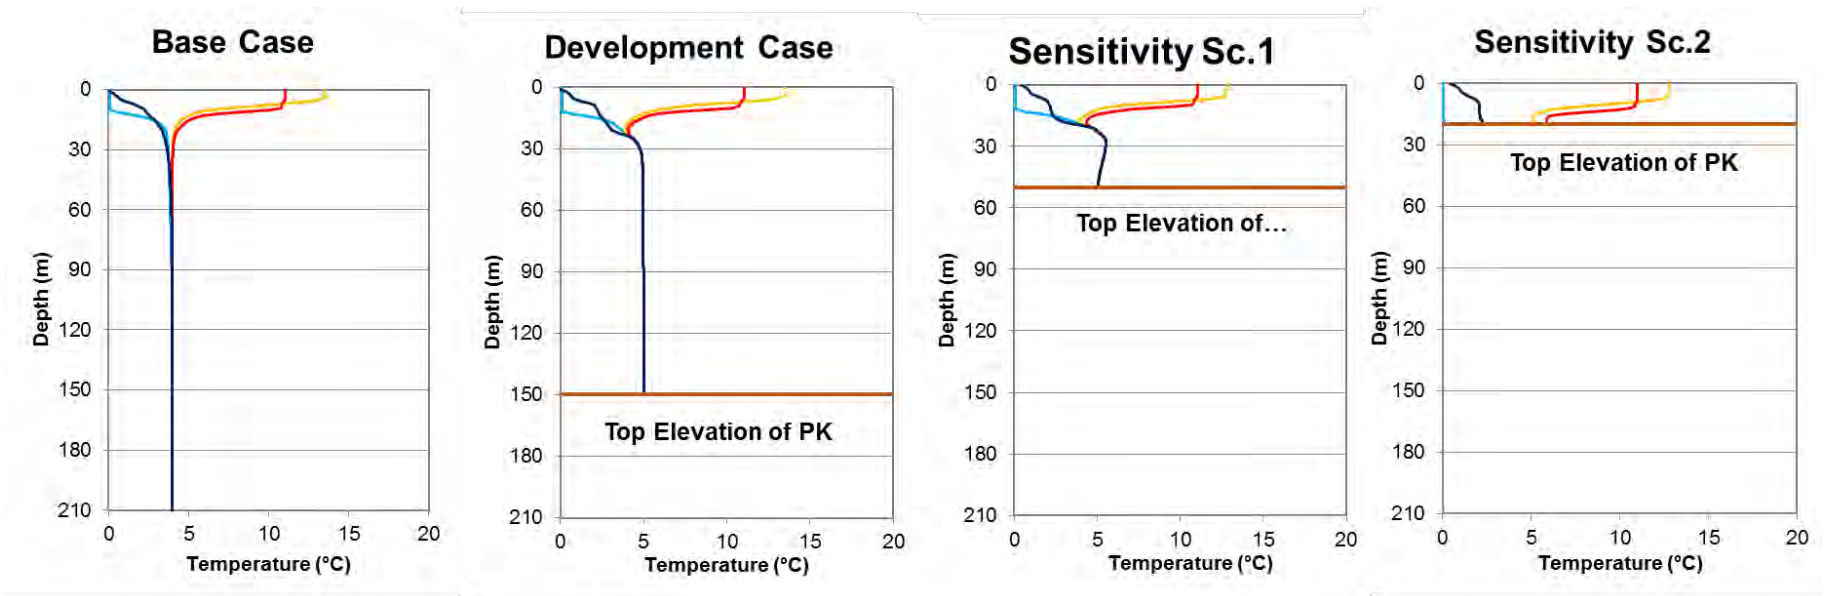 Base Case
0
30
60
90
120
150
180
210
Depth (m)
0 5 10 15 20
Temperature (°C)
Development Case
0
30
60
90
120
150
180
210
Depth (m)
Top Elevation of PK
0 5 10 15 20
Temperature (°C)
Sensitivity Sc.1
0
30
60
90
120
150
180
210
Depth (m)
Top Elevation of...
0 5 10 15 20
Temperature (°C)
Sensitivity Sc.2
0
30
60
90
120
150
180
210
Depth (m)
Top Elevation of PK
0 5 10 15 20
Temperature (°C)